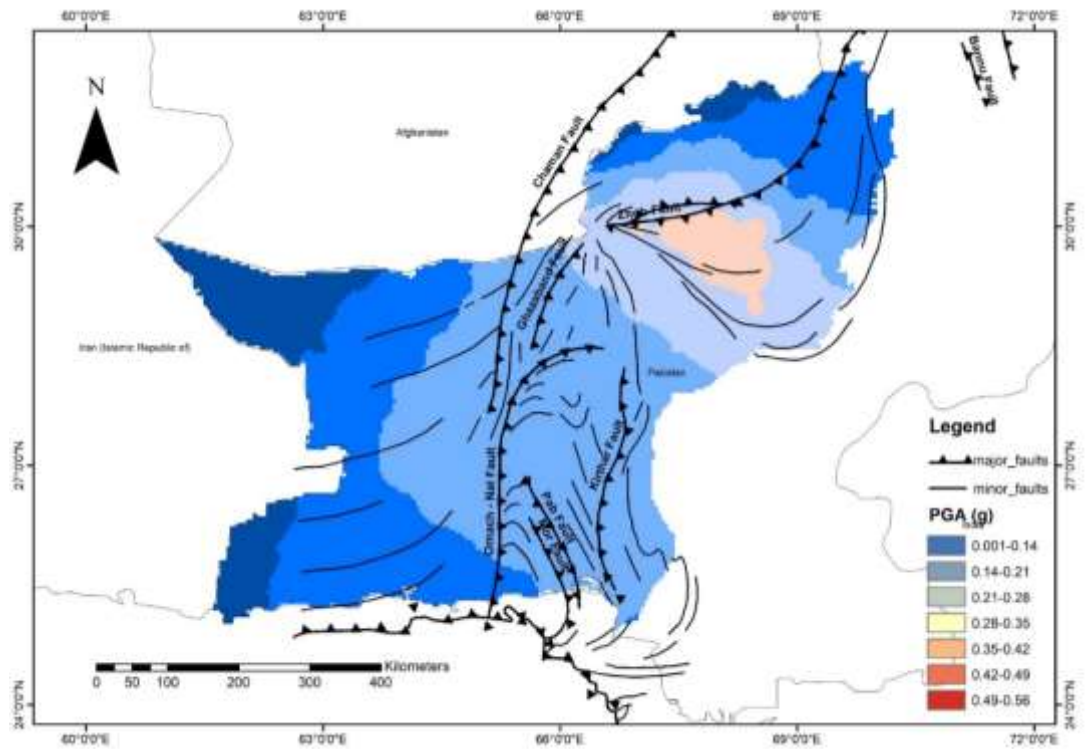 60°0'0"E 63°0'0"E 66°0'0"E 69°0'0"E 72°0'0"E
N
Afghanistan
Chaman Fault
Zhob Fault
30°0'0"N 30°0'0"N
Ghazaband Fault
Iran (Islamic Republic of)
Pakistan
27°0'0"N 27°0'0"N
Kirthar Fault
Ornach - Nal Fault
Pab Fault
Legend
major_faults
minor_faults
PGA (g)
0.001-0.14
0.14-0.21
0.21-0.28
0.28-0.35
0.35-0.42
0.42-0.49
0.49-0.56
Kilometers
0 50 100 200 300 400
24°0'0"N 24°0'0"N
60°0'0"E 63°0'0"E 66°0'0"E 69°0'0"E 72°0'0"E